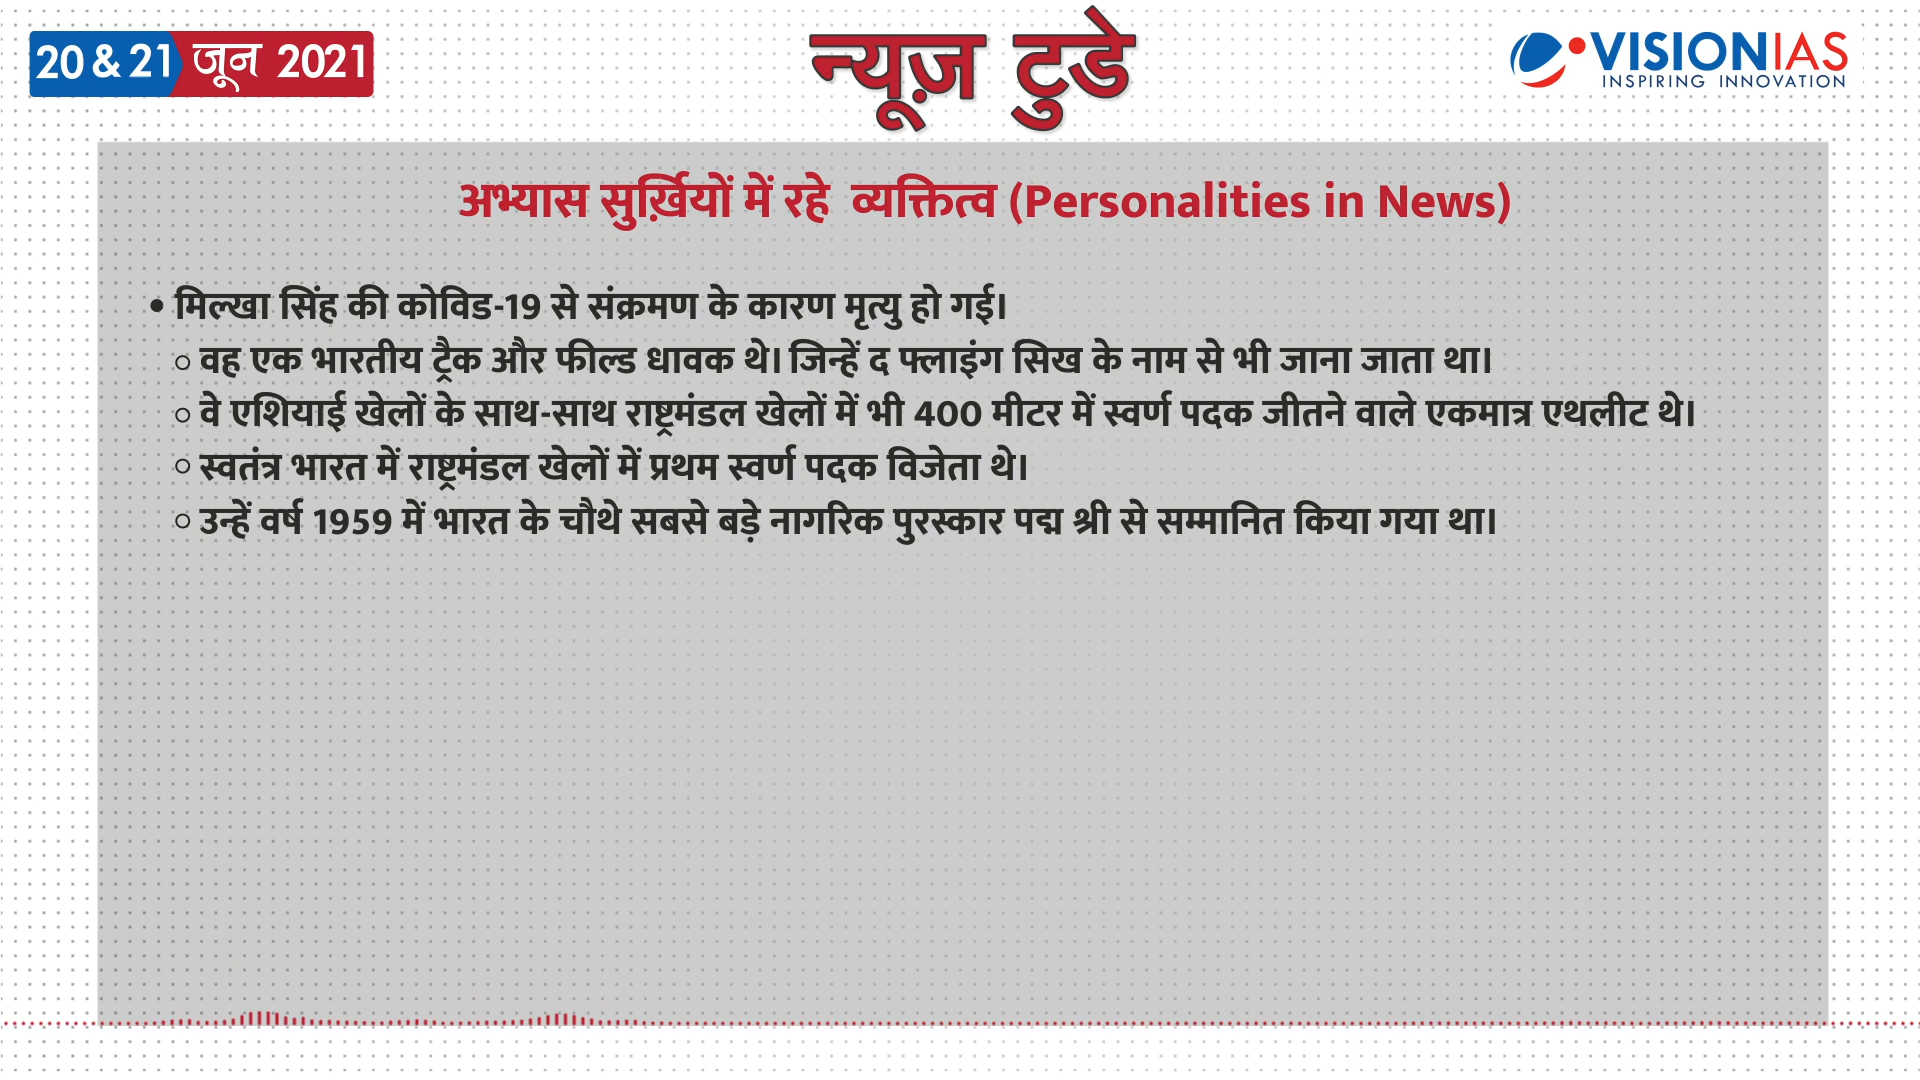 20 & 21 जून 2021
न्यूज़ टुडे
VISIONIAS
INSPIRING INNOVATION
अभ्यास सुर्ख़ियों में रहे व्यक्तित्व (Personalities in News)
• मिल्खा सिंह की कोविड-19 से संक्रमण के कारण मृत्यु हो गई।
○ वह एक भारतीय ट्रैक और फील्ड धावक थे। जिन्हें द फ्लाइंग सिख के नाम से भी जाना जाता था।
○ वे एशियाई खेलों के साथ-साथ राष्ट्रमंडल खेलों में भी 400 मीटर में स्वर्ण पदक जीतने वाले एकमात्र एथलीट थे।
○ स्वतंत्र भारत में राष्ट्रमंडल खेलों में प्रथम स्वर्ण पदक विजेता थे।
○ उन्हें वर्ष 1959 में भारत के चौथे सबसे बड़े नागरिक पुरस्कार पद्म श्री से सम्मानित किया गया था।